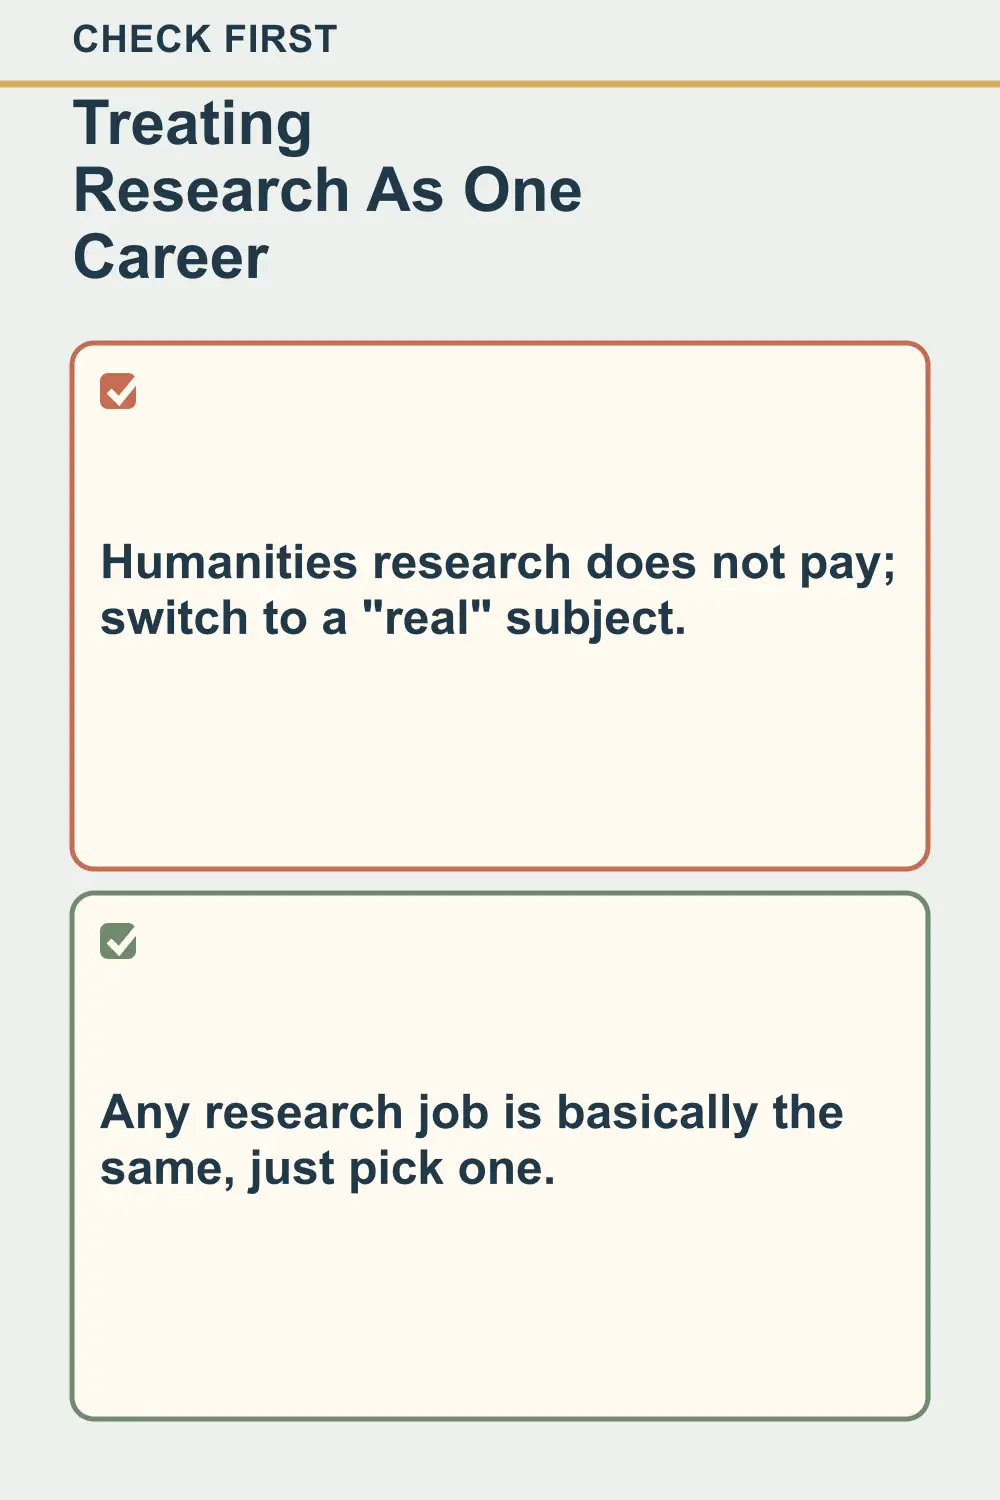 CHECK FIRST
Treating
Research As One
Career
Humanities research does not pay;
switch to a "real" subject.
Any research job is basically the
same, just pick one.